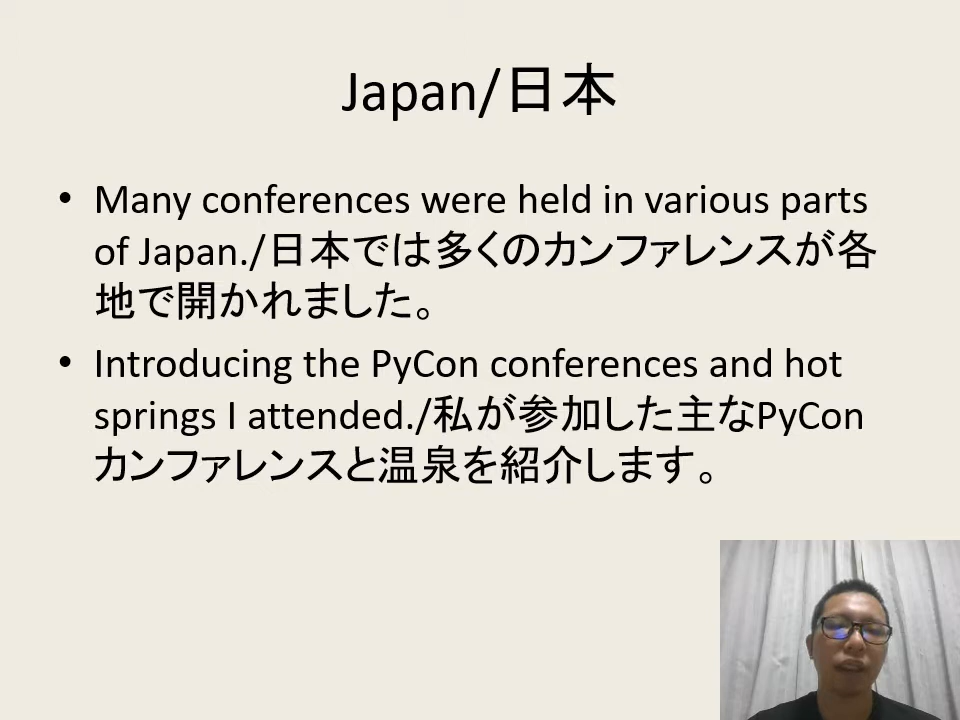 Japan/日本
• Many conferences were held in various parts
of Japan./日本では多くのカンファレンスが各
地で開かれました。
• Introducing the PyCon conferences and hot
springs I attended./私が参加した主なPyCon
カンファレンスと温泉を紹介します。